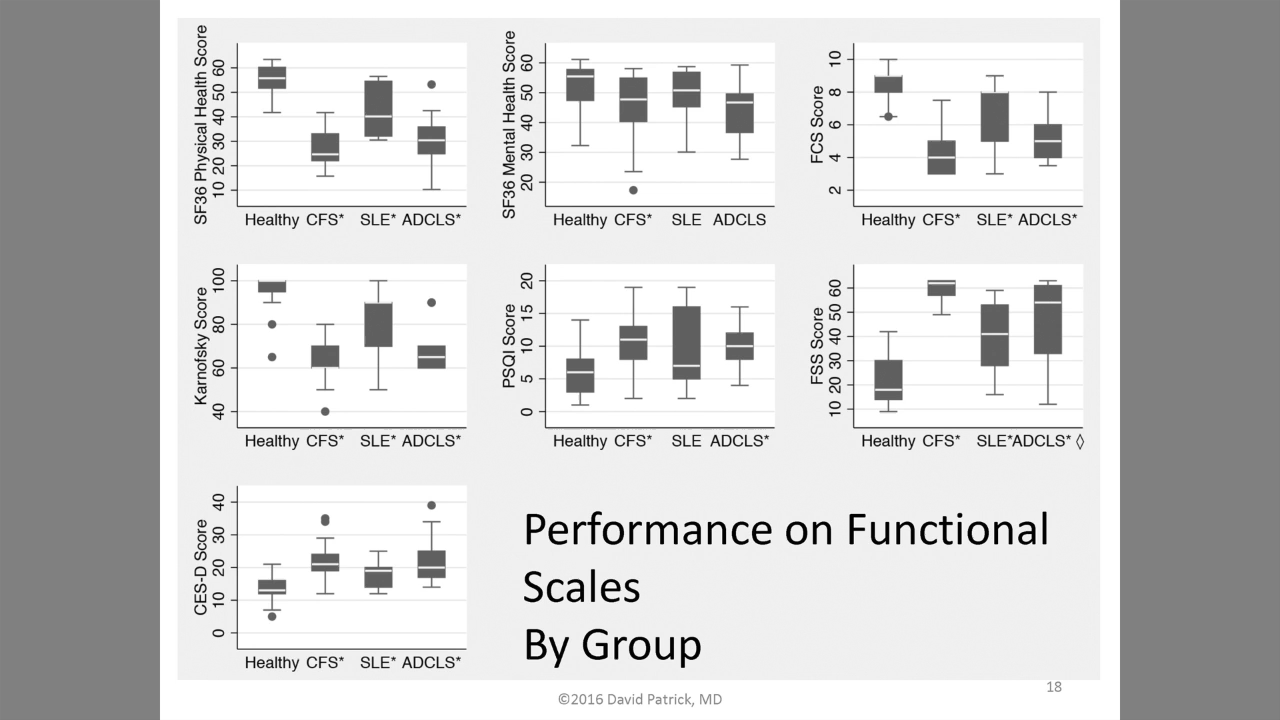 SF36 Physical Health Score
60
50
40
30
20
10
Healthy CFS* SLE* ADCLS*
SF36 Mental Health Score
60
50
40
30
20
Healthy CFS* SLE ADCLS
FCS Score
10
8
6
4
2
Healthy CFS* SLE* ADCLS*
Karnofsky Score
100
80
60
40
Healthy CFS* SLE* ADCLS*
PSQI Score
20
15
10
5
0
Healthy CFS* SLE ADCLS*
FSS Score
60
50
40
30
20
10
Healthy CFS* SLE*ADCLS* ◊
CES-D Score
40
30
20
10
0
Healthy CFS* SLE* ADCLS*
Performance on Functional
Scales
By Group
18
©2016 David Patrick, MD